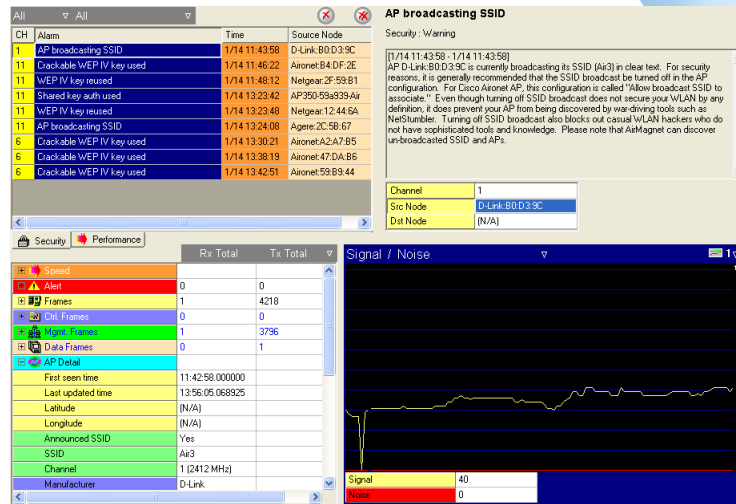 All All
CH Alarm Time Source Node
1 AP broadcasting SSID 1/14 11:43:58 D-Link:B0:D3:9C
11 Crackable WEP IV key used 1/14 11:46:22 Aironet:B4:DF:2E
11 WEP IV key reused 1/14 11:48:12 Netgear:2F:59:B1
11 Shared key auth used 1/14 13:23:42 AP350-59a939-Air
11 WEP IV key reused 1/14 13:23:48 Netgear:12:44:6A
11 AP broadcasting SSID 1/14 13:24:08 Agere:2C:5B:67
6 Crackable WEP IV key used 1/14 13:30:21 Aironet:A2:A7:B5
6 Crackable WEP IV key used 1/14 13:38:19 Aironet:47:DA:B6
6 Crackable WEP IV key used 1/14 13:42:51 Aironet:59:B9:44
Security Performance
AP broadcasting SSID
Security : Warning
[1/14 11:43:58 - 1/14 11:43:58]
AP D-Link:B0:D3:9C is currently broadcasting its SSID (Air3) in clear text. For security
reasons, it is generally recommended that the SSID broadcast be turned off in the AP
configuration. For Cisco Aironet AP, this configuration is called "Allow broadcast SSID to
associate." Even though turning off SSID broadcast does not secure your WLAN by any
definition, it does prevent your AP from being discovered by war-driving tools such as
NetStumbler. Turning off SSID broadcast also blocks out casual WLAN hackers who do
not have sophisticated tools and knowledge. Please note that AirMagnet can discover
un-broadcasted SSID and APs.
Channel 1
Src Node D-Link:B0:D3:9C
Dst Node (N/A)
Rx Total Tx Total
Speed
Alert 0 0
Frames 1 4218
Ctrl. Frames 0 0
Mgmt. Frames 1 3796
Data Frames 0 1
AP Detail
First seen time 11:42:58.000000
Last updated time 13:56:05.068925
Latitude (N/A)
Longitude (N/A)
Announced SSID Yes
SSID Air3
Channel 1 (2412 MHz)
Manufacturer D-Link
Signal / Noise 1
Signal 40
Noise 0